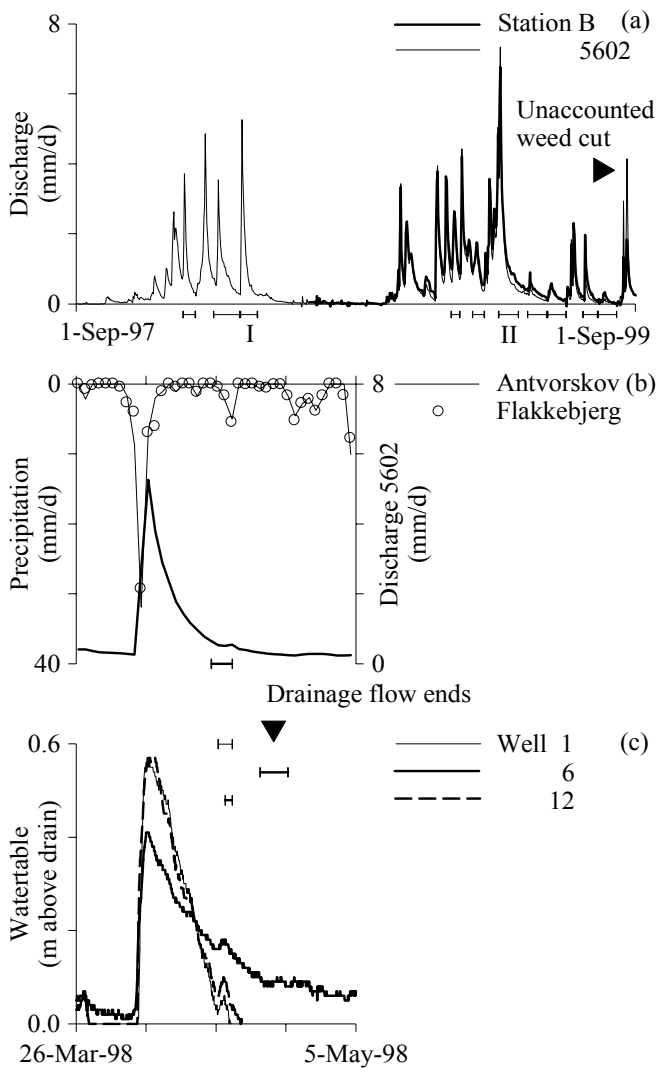 8
Station B
(a)
5602
Discharge
(mm/d)
Unaccounted
weed cut
0
1-Sep-97
I
II
1-Sep-99
0
8
Antvorskov (b)
Flakkebjerg
Precipitation
(mm/d)
Discharge 5602
(mm/d)
40
0
Drainage flow ends
0.6
Well 1
(c)
6
12
Watertable
(m above drain)
0.0
26-Mar-98
5-May-98